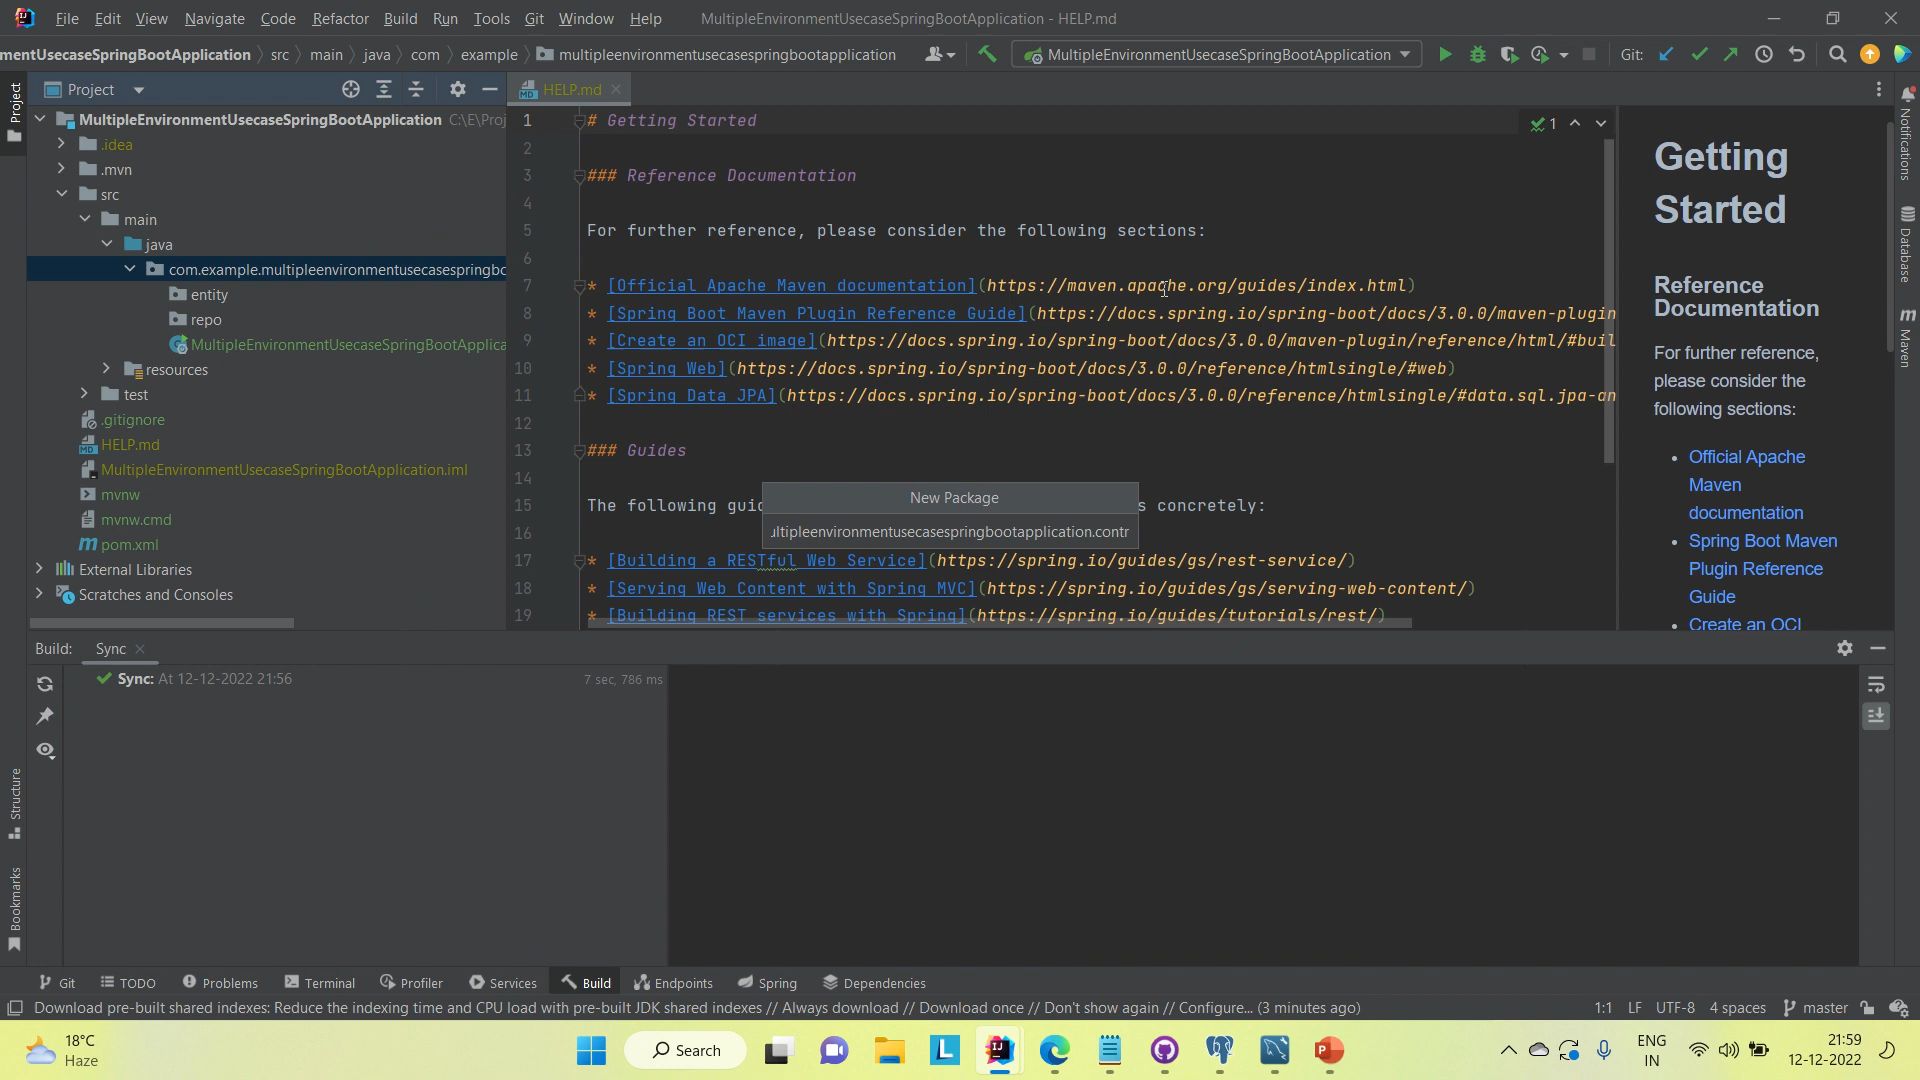 File Edit View Navigate Code Refactor Build Run Tools Git Window Help MultipleEnvironmentUsecaseSpringBootApplication - HELP.md
mentUsecaseSpringBootApplication src main java com example multipleenvironmentusecasespringbootapplication MultipleEnvironmentUsecaseSpringBootApplication Git:
Project
Project
MultipleEnvironmentUsecaseSpringBootApplication C:\E\Proj
.idea
.mvn
src
main
java
com.example.multipleenvironmentusecasespringbo
entity
repo
MultipleEnvironmentUsecaseSpringBootApplica
resources
test
.gitignore
HELP.md
MultipleEnvironmentUsecaseSpringBootApplication.iml
mvnw
mvnw.cmd
pom.xml
External Libraries
Scratches and Consoles
HELP.md
1 # Getting Started
2
3 ### Reference Documentation
4
5 For further reference, please consider the following sections:
6
7 * [Official Apache Maven documentation](https://maven.apache.org/guides/index.html)
8 * [Spring Boot Maven Plugin Reference Guide](https://docs.spring.io/spring-boot/docs/3.0.0/maven-plugin
9 * [Create an OCI image](https://docs.spring.io/spring-boot/docs/3.0.0/maven-plugin/reference/html/#buil
10 * [Spring Web](https://docs.spring.io/spring-boot/docs/3.0.0/reference/htmlsingle/#web)
11 * [Spring Data JPA](https://docs.spring.io/spring-boot/docs/3.0.0/reference/htmlsingle/#data.sql.jpa-an
12
13 ### Guides
14
15 The following guid s concretely:
16
17 * [Building a RESTful Web Service](https://spring.io/guides/gs/rest-service/)
18 * [Serving Web Content with Spring MVC](https://spring.io/guides/gs/serving-web-content/)
19 * [Building REST services with Spring](https://spring.io/guides/tutorials/rest/)
1
New Package
ultipleenvironmentusecasespringbootapplication.contr
Getting
Started
Reference
Documentation
For further reference,
please consider the
following sections:
Official Apache
Maven
documentation
Spring Boot Maven
Plugin Reference
Guide
Create an OCI
Notifications
Database
Maven
Build: Sync
Sync: At 12-12-2022 21:56 7 sec, 786 ms
Structure
Bookmarks
Git TODO Problems Terminal Profiler Services Build Endpoints Spring Dependencies
Download pre-built shared indexes: Reduce the indexing time and CPU load with pre-built JDK shared indexes // Always download // Download once // Don't show again // Configure... (3 minutes ago) 1:1 LF UTF-8 4 spaces master
18°C
Haze
Search
ENG
IN
21:59
12-12-2022